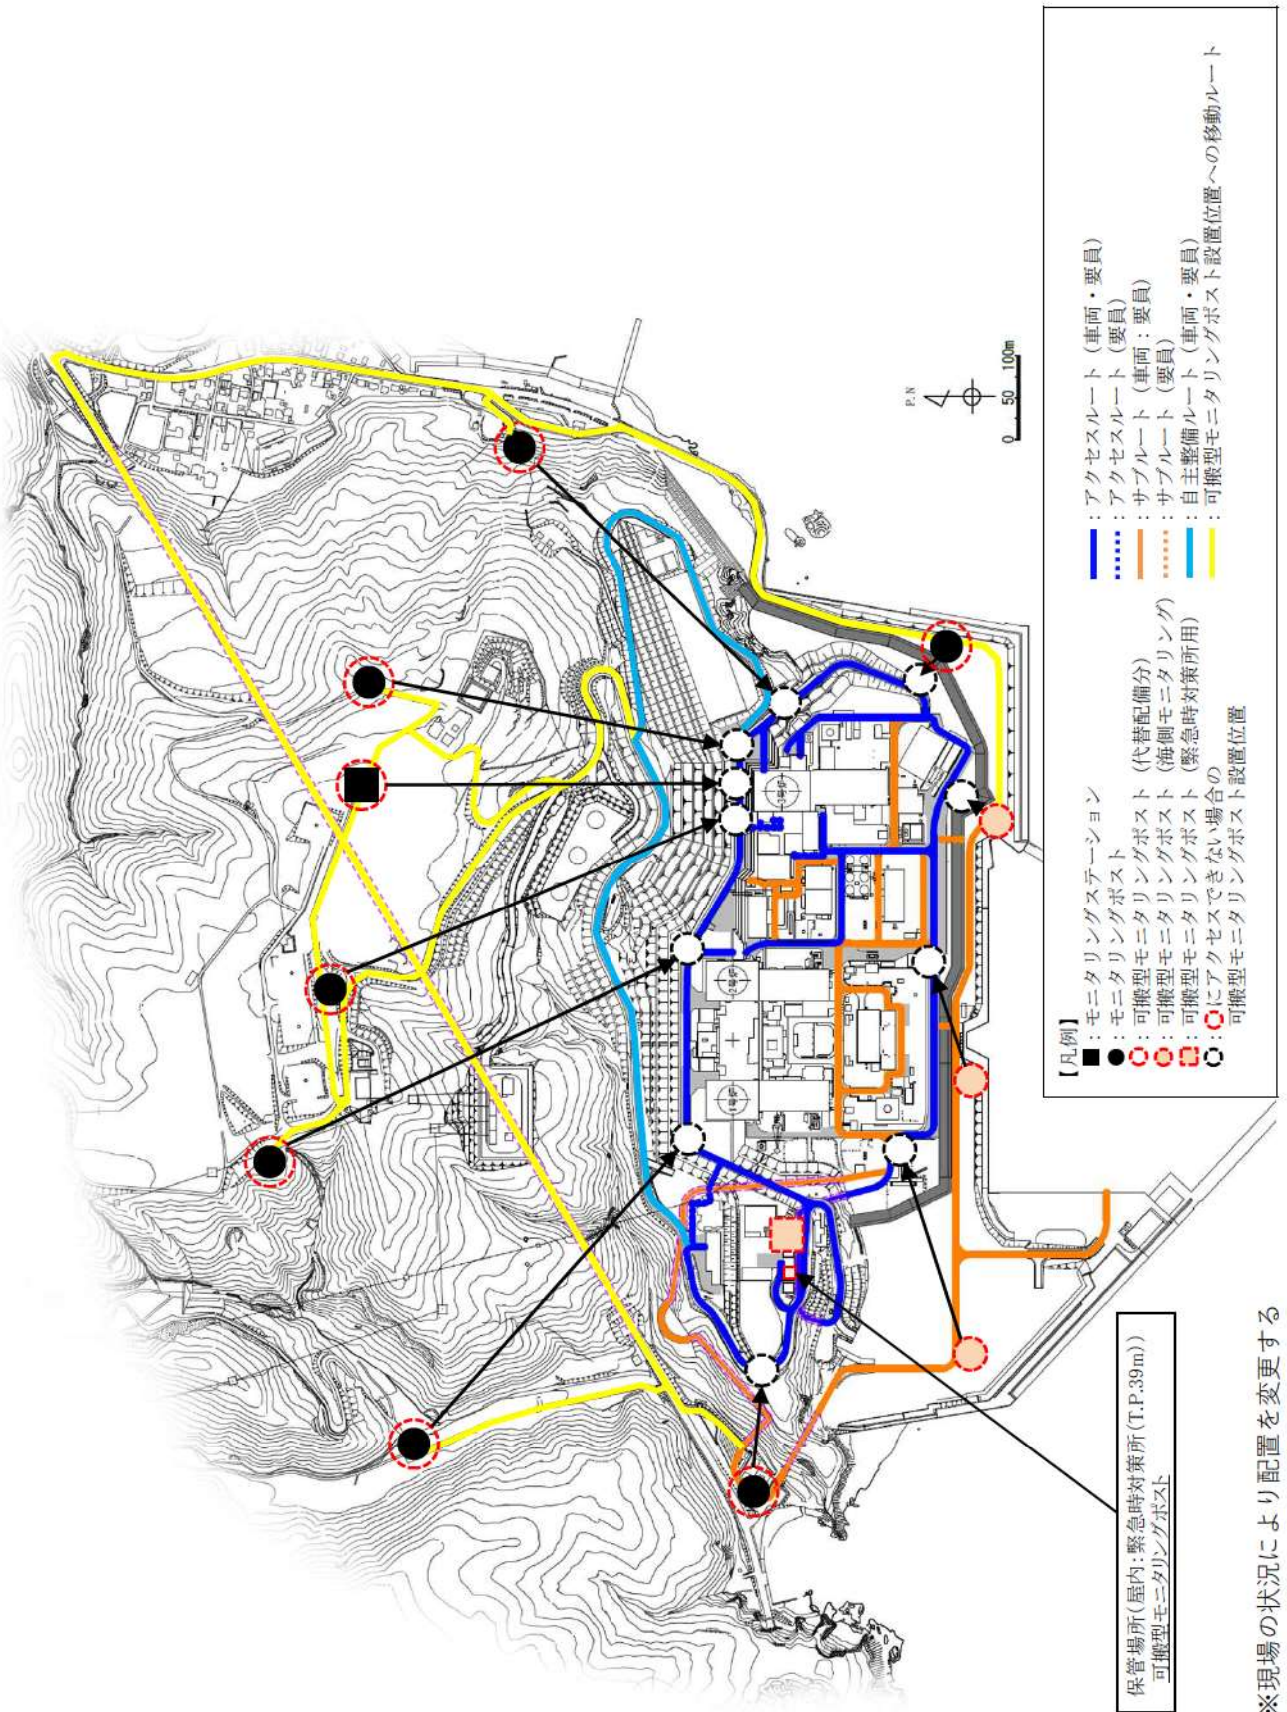 P.N
0 50 100m
1号炉
2号炉
3号炉
保管場所(屋内:緊急時対策所(T.P.39m))
可搬型モニタリングポスト
【凡例】
:モニタリングステーション
:モニタリングポスト
:可搬型モニタリングポスト(代替配備分)
:可搬型モニタリングポスト(海側モニタリング)
:可搬型モニタリングポスト(緊急時対策所用)
:にアクセスできない場合の
可搬型モニタリングポスト設置位置
:アクセスルート(車両・要員)
:アクセスルート(要員)
:サブルート(車両:要員)
:サブルート(要員)
:自主整備ルート(車両・要員)
:可搬型モニタリングポスト設置位置への移動ルート
※現場の状況により配置を変更する